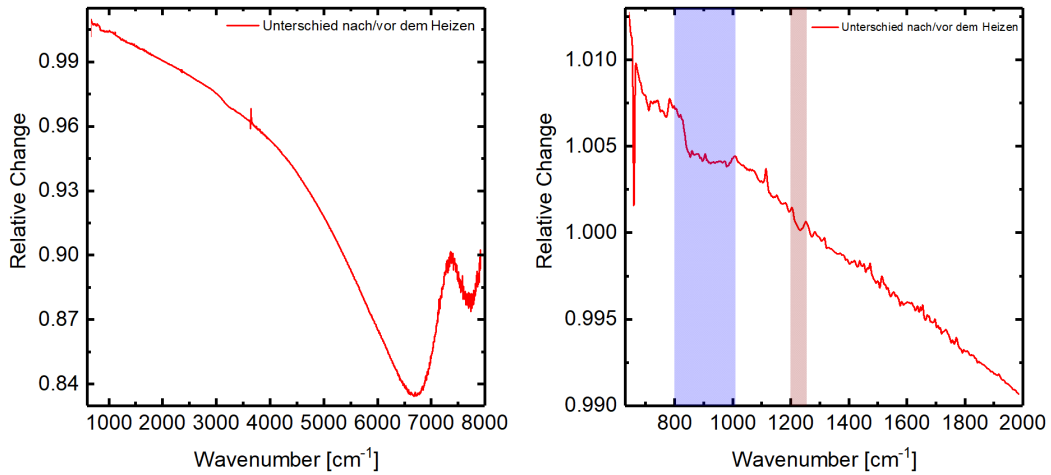 Unterschied nach/vor dem Heizen
0.99
0.96
0.93
0.90
0.87
0.84
Relative Change
1000 2000 3000 4000 5000 6000 7000 8000
Wavenumber [cm⁻¹]
Unterschied nach/vor dem Heizen
1.010
1.005
1.000
0.995
0.990
Relative Change
800 1000 1200 1400 1600 1800 2000
Wavenumber [cm⁻¹]